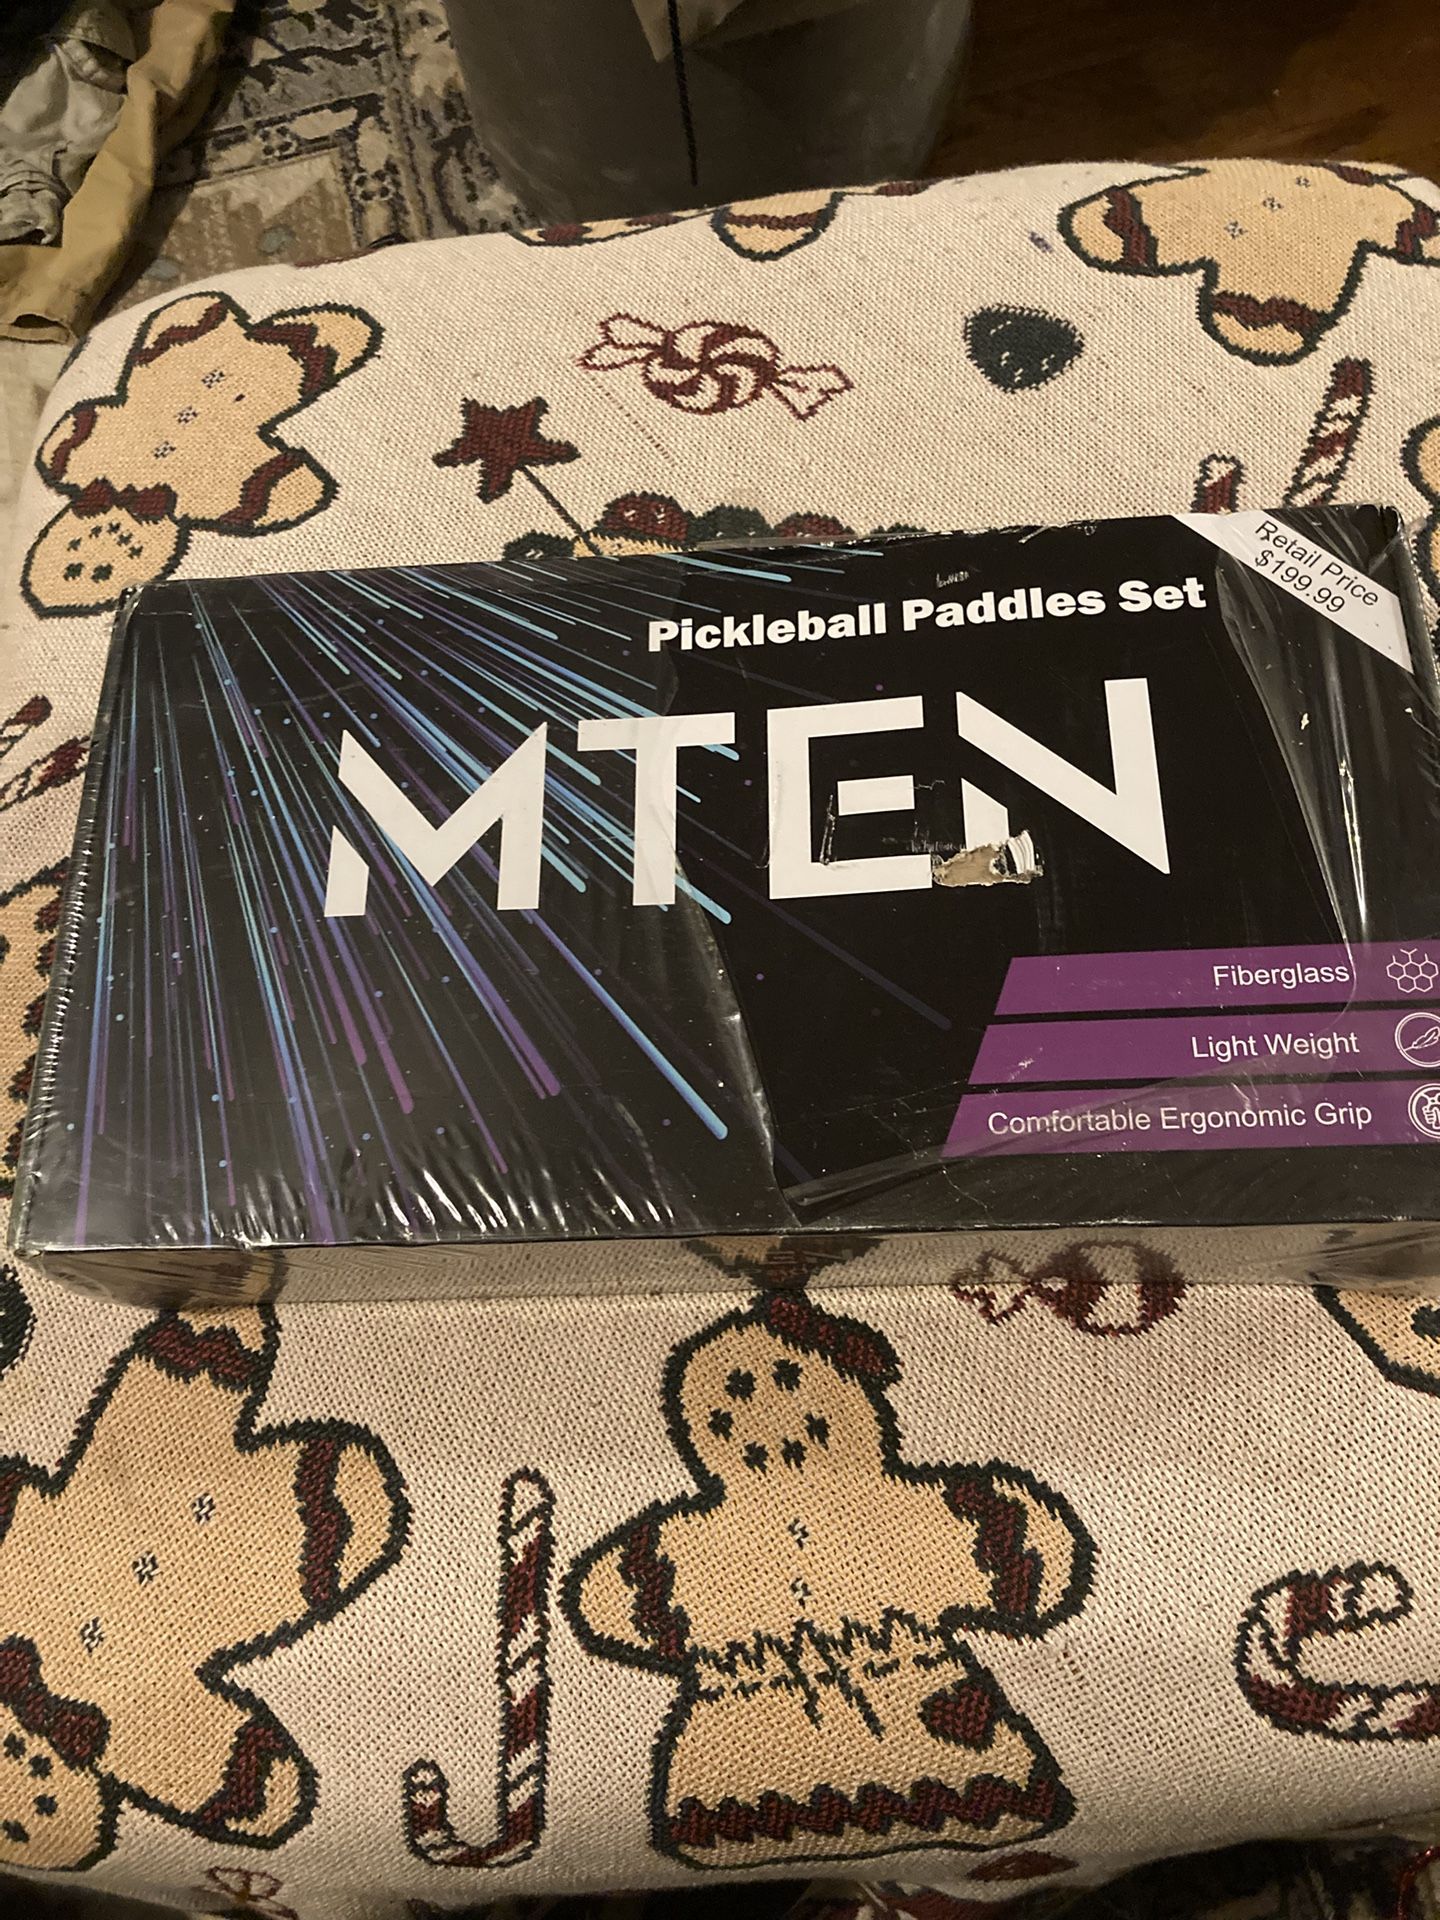 Retail Price
$199.99
Pickleball Paddles Set
MTEN
Fiberglass
Light Weight
Comfortable Ergonomic Grip